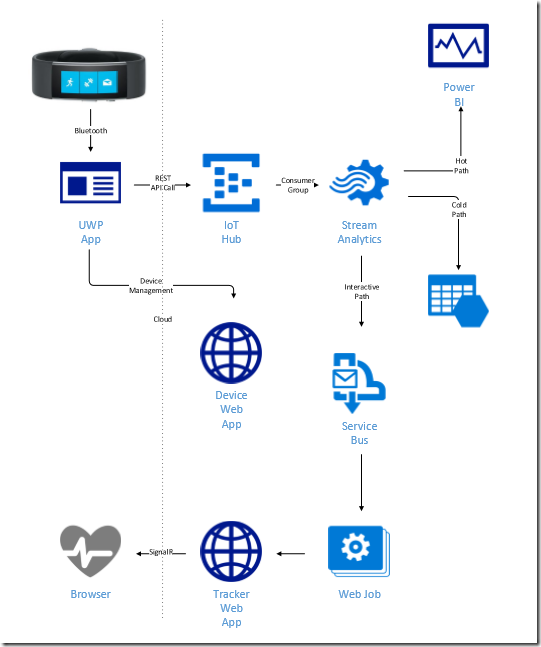 Power
BI
Bluetooth
Hot
Path
REST
API Call
Consumer
Group
Cold
Path
UWP
App
IoT
Hub
Stream
Analytics
Device
Management
Interactive
Path
Cloud
Device
Web
App
Service
Bus
SignalR
Browser
Tracker
Web
App
Web Job